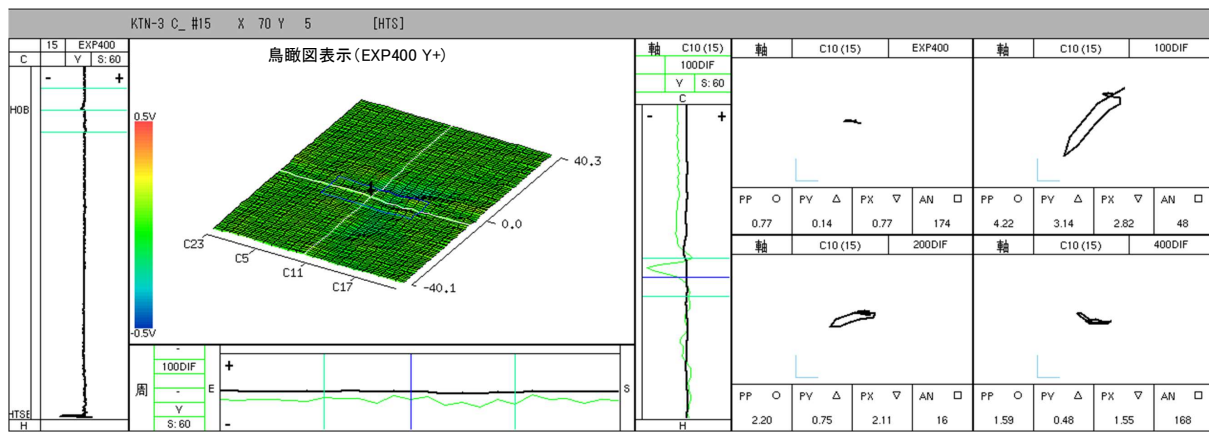 KTN-3 C_ #15 X 70 Y 5 [HTS]
15 EXP400
C Y S:60
- +
H0B
HTSE
H
鳥瞰図表示(EXP400 Y+)
0.5V
-0.5V
40.3
0.0
-40.1
C23
C5
C11
C17
周
-
100DIF
-
Y
S:60
+
E
S
-
軸 C10(15)
100DIF
Y S:60
C
- +
H
軸 C10(15) EXP400
PP ○ PY △ PX ▽ AN □
0.77 0.14 0.77 174
軸 C10(15) 100DIF
PP ○ PY △ PX ▽ AN □
4.22 3.14 2.82 48
軸 C10(15) 200DIF
PP ○ PY △ PX ▽ AN □
2.20 0.75 2.11 16
軸 C10(15) 400DIF
PP ○ PY △ PX ▽ AN □
1.59 0.48 1.55 168